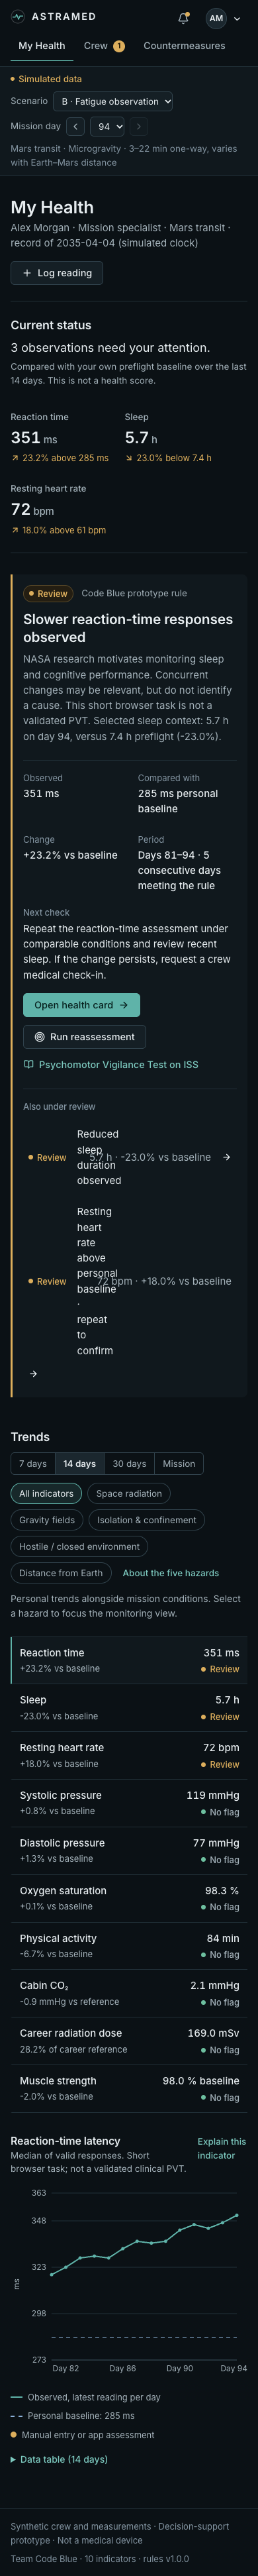 ASTRAMED
AM
My Health
Crew 1
Countermeasures
Simulated data
Scenario B · Fatigue observation
Mission day 94
Mars transit · Microgravity · 3–22 min one-way, varies
with Earth–Mars distance
My Health
Alex Morgan · Mission specialist · Mars transit ·
record of 2035-04-04 (simulated clock)
+ Log reading
Current status
3 observations need your attention.
Compared with your own preflight baseline over the last
14 days. This is not a health score.
Reaction time
351 ms
↗ 23.2% above 285 ms
Sleep
5.7 h
↘ 23.0% below 7.4 h
Resting heart rate
72 bpm
↗ 18.0% above 61 bpm
Review
Code Blue prototype rule
Slower reaction-time responses
observed
NASA research motivates monitoring sleep
and cognitive performance. Concurrent
changes may be relevant, but do not identify
a cause. This short browser task is not a
validated PVT. Selected sleep context: 5.7 h
on day 94, versus 7.4 h preflight (-23.0%).
Observed
351 ms
Compared with
285 ms personal
baseline
Change
+23.2% vs baseline
Period
Days 81–94 · 5
consecutive days
meeting the rule
Next check
Repeat the reaction-time assessment under
comparable conditions and review recent
sleep. If the change persists, request a crew
medical check-in.
Open health card →
Run reassessment
Psychomotor Vigilance Test on ISS
Also under review
Review
Reduced
sleep
duration
observed
5.7 h · -23.0% vs baseline →
Review
Resting
heart
rate
above
personal
baseline
·
repeat
to
confirm
72 bpm · +18.0% vs baseline
→
Trends
7 days
14 days
30 days
Mission
All indicators
Space radiation
Gravity fields
Isolation & confinement
Hostile / closed environment
Distance from Earth
About the five hazards
Personal trends alongside mission conditions. Select
a hazard to focus the monitoring view.
Reaction time 351 ms
+23.2% vs baseline Review
Sleep 5.7 h
-23.0% vs baseline Review
Resting heart rate 72 bpm
+18.0% vs baseline Review
Systolic pressure 119 mmHg
+0.8% vs baseline No flag
Diastolic pressure 77 mmHg
+1.3% vs baseline No flag
Oxygen saturation 98.3 %
+0.1% vs baseline No flag
Physical activity 84 min
-6.7% vs baseline No flag
Cabin CO₂ 2.1 mmHg
-0.9 mmHg vs reference No flag
Career radiation dose 169.0 mSv
28.2% of career reference No flag
Muscle strength 98.0 % baseline
-2.0% vs baseline No flag
Reaction-time latency
Median of valid responses. Short
browser task; not a validated clinical PVT.
Explain this
indicator
363
348
323
298
273
ms
Day 82
Day 86
Day 90
Day 94
Observed, latest reading per day
Personal baseline: 285 ms
Manual entry or app assessment
Data table (14 days)
Synthetic crew and measurements · Decision-support
prototype · Not a medical device
Team Code Blue · 10 indicators · rules v1.0.0